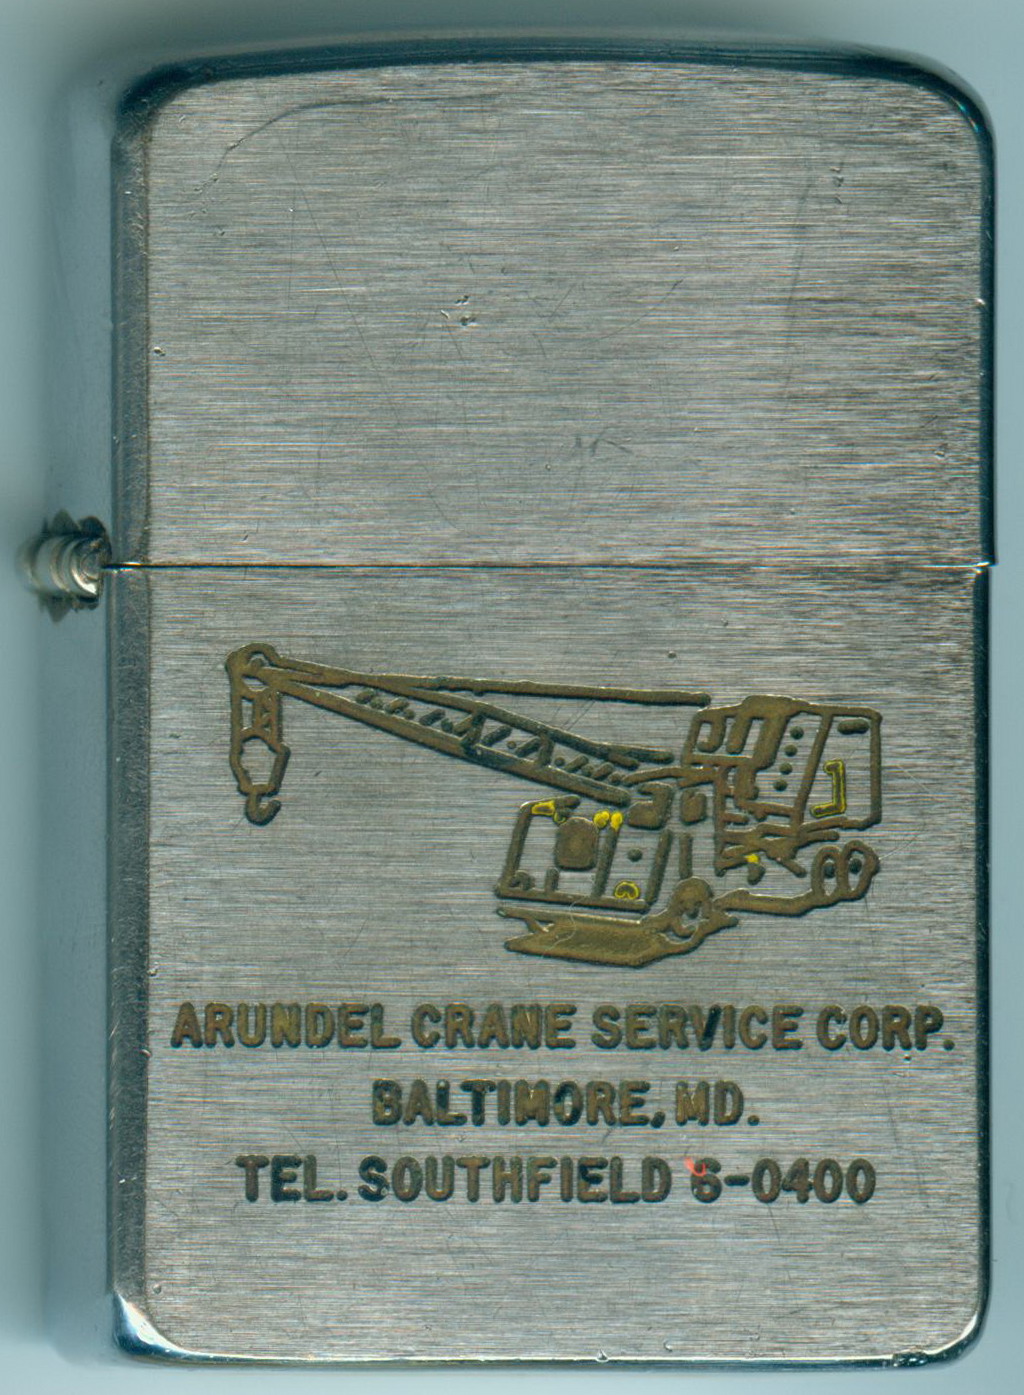 ARUNDEL CRANE SERVICE CORP.
BALTIMORE, MD.
TEL. SOUTHFIELD 6-0400